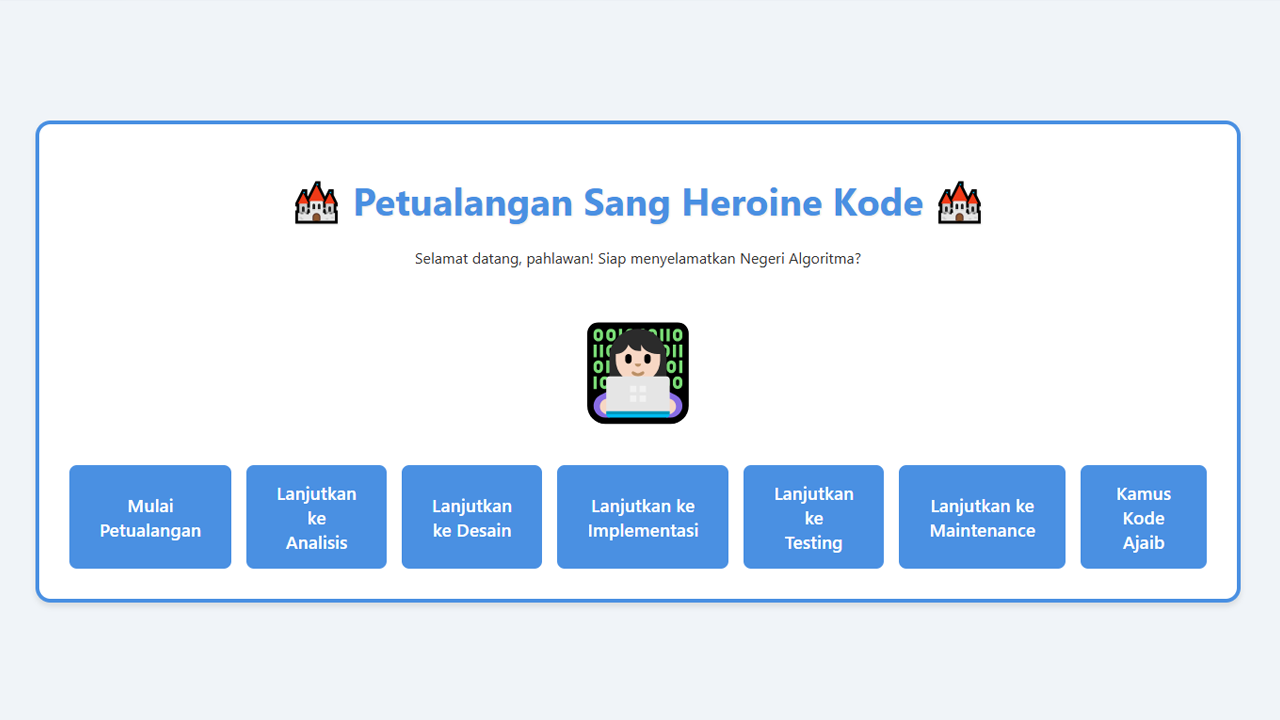 Petualangan Sang Heroine Kode
Selamat datang, pahlawan! Siap menyelamatkan Negeri Algoritma?
Mulai
Petualangan
Lanjutkan
ke
Analisis
Lanjutkan
ke Desain
Lanjutkan ke
Implementasi
Lanjutkan
ke
Testing
Lanjutkan ke
Maintenance
Kamus
Kode
Ajaib